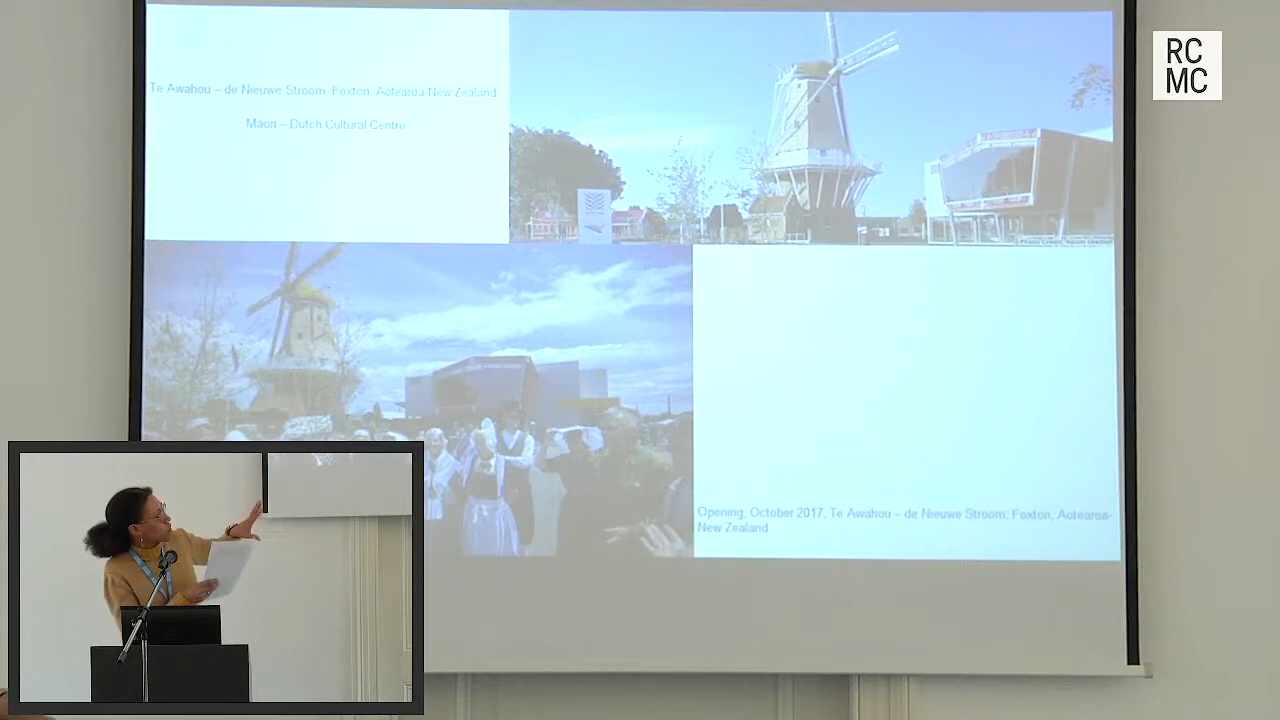 RC
MC
Te Awahou – de Nieuwe Stroom, Foxton, Aotearoa-New Zealand
Māori – Dutch Cultural Centre
Opening, October 2017, Te Awahou – de Nieuwe Stroom; Foxton, Aotearoa-
New Zealand